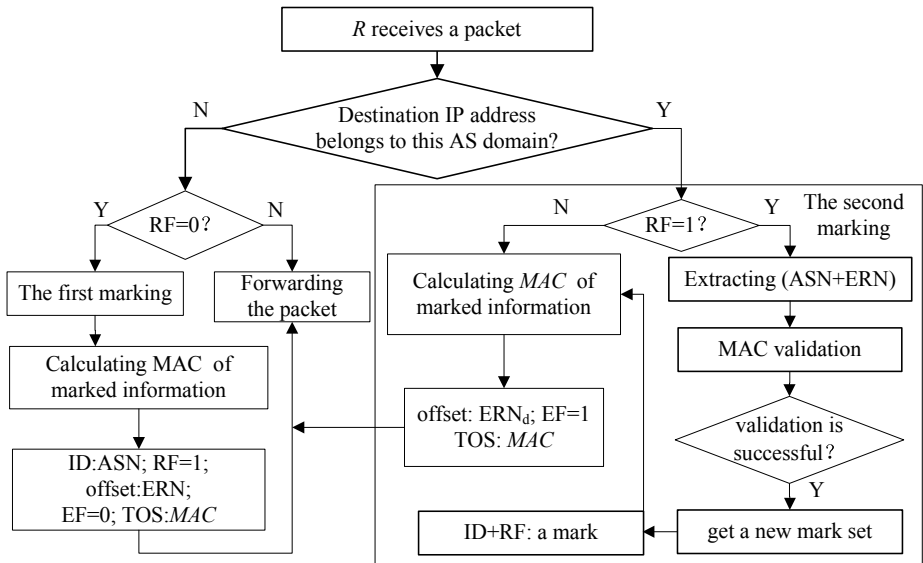 R receives a packet
N
Destination IP address
belongs to this AS domain?
Y
Y
RF=0?
N
N
RF=1?
Y
The second
marking
The first marking
Forwarding
the packet
Calculating MAC of
marked information
Extracting (ASN+ERN)
MAC validation
Calculating MAC of
marked information
offset: ERNd; EF=1
TOS: MAC
validation is
successful?
Y
ID:ASN; RF=1;
offset:ERN;
EF=0; TOS:MAC
ID+RF: a mark
get a new mark set